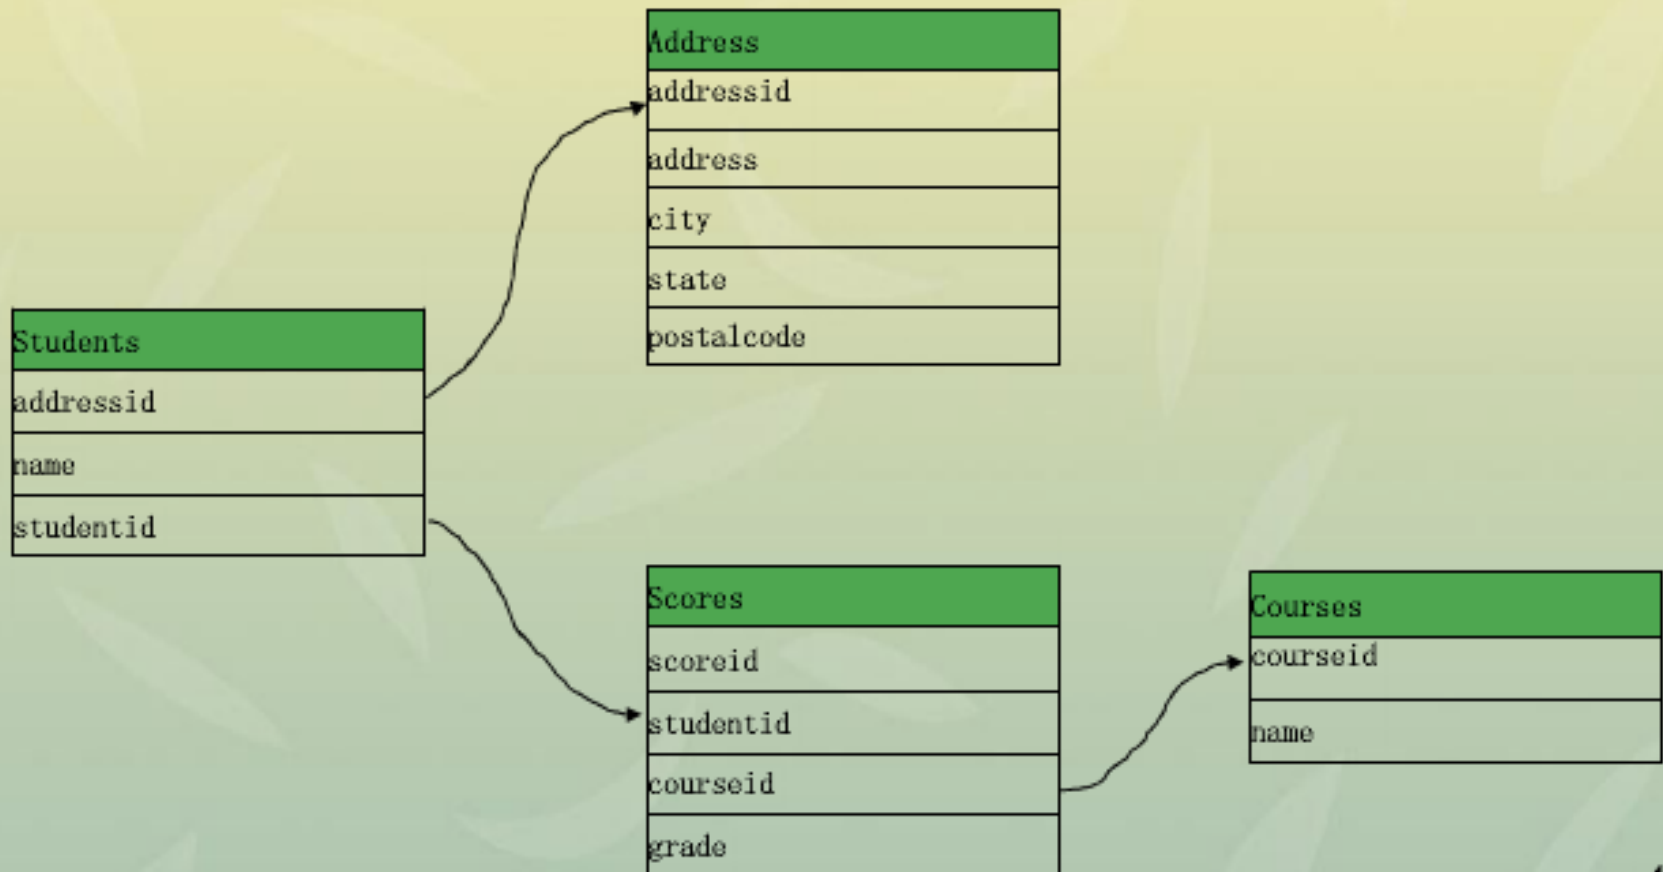 Address
addressid
address
city
state
postalcode
Students
addressid
name
studentid
Scores
scoreid
studentid
courseid
grade
Courses
courseid
name